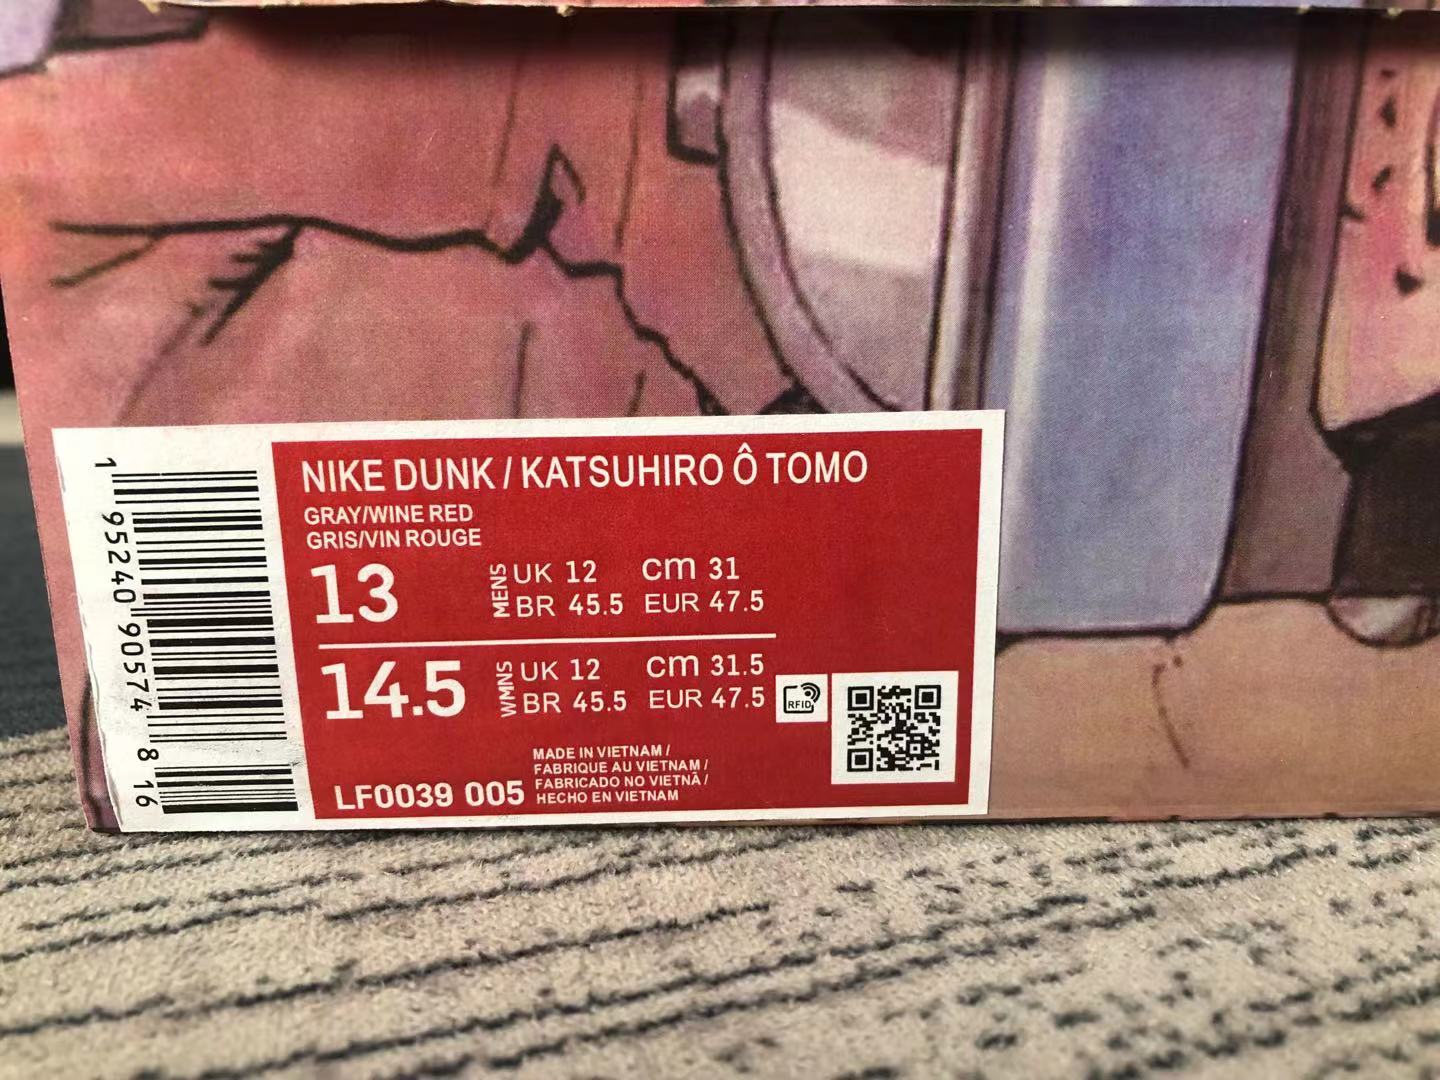 NIKE DUNK / KATSUHIRO Ô TOMO
GRAY/WINE RED
GRIS/VIN ROUGE
13 MENS UK 12 cm 31
BR 45.5 EUR 47.5
14.5 WMNS UK 12 cm 31.5
BR 45.5 EUR 47.5
RFID
MADE IN VIETNAM /
FABRIQUE AU VIETNAM /
FABRICADO NO VIETNÃ /
HECHO EN VIETNAM
LF0039 005
1 95240 90574 8 16